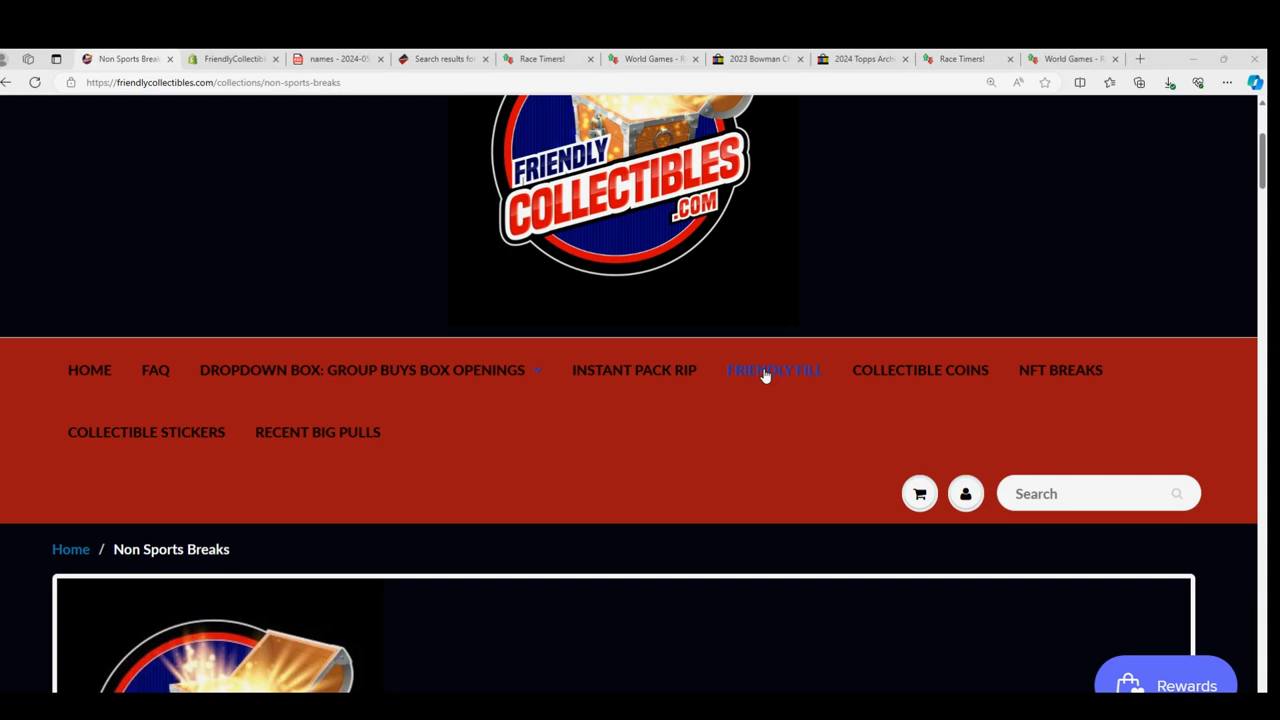 Non Sports Break
FriendlyCollectib
names - 2024-05
Search results fo
Race Timers!
World Games - R
2023 Bowman C
2024 Topps Arch
Race Timers!
World Games - R
https://friendlycollectibles.com/collections/non-sports-breaks
FRIENDLY
COLLECTIBLES
.COM
HOME FAQ DROPDOWN BOX: GROUP BUYS BOX OPENINGS INSTANT PACK RIP FRIENDLY FILL COLLECTIBLE COINS NFT BREAKS
COLLECTIBLE STICKERS RECENT BIG PULLS
Search
Home / Non Sports Breaks
Rewards